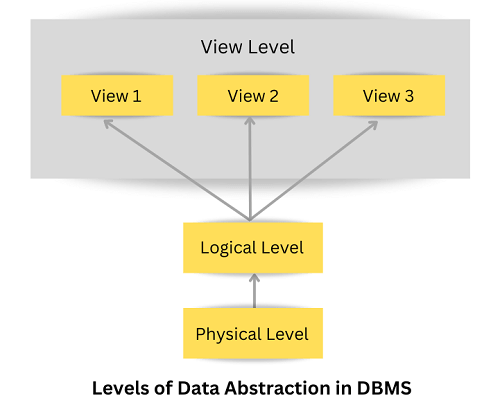 View Level
View 1
View 2
View 3
Logical Level
Physical Level
Levels of Data Abstraction in DBMS